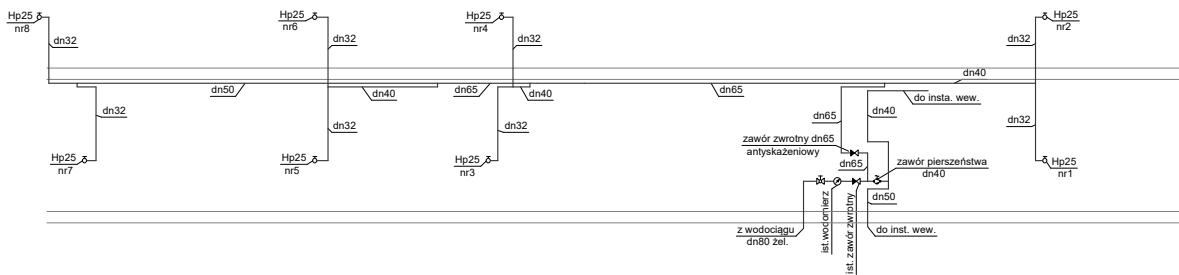 Hp25
nr8
dn32
Hp25
nr6
dn32
Hp25
nr4
dn32
Hp25
nr2
dn32
dn50
dn40
dn65
dn40
dn65
dn40
do insta. wew.
dn32
dn32
dn32
dn65
dn40
dn32
Hp25
nr7
Hp25
nr5
Hp25
nr3
zawór zwrotny dn65
antyskażeniowy
dn65
zawór pierszeństwa
dn40
Hp25
nr1
dn50
z wodociągu
dn80 żel.
ist.wodomierz
ist. zawór zwrotny
do inst. wew.